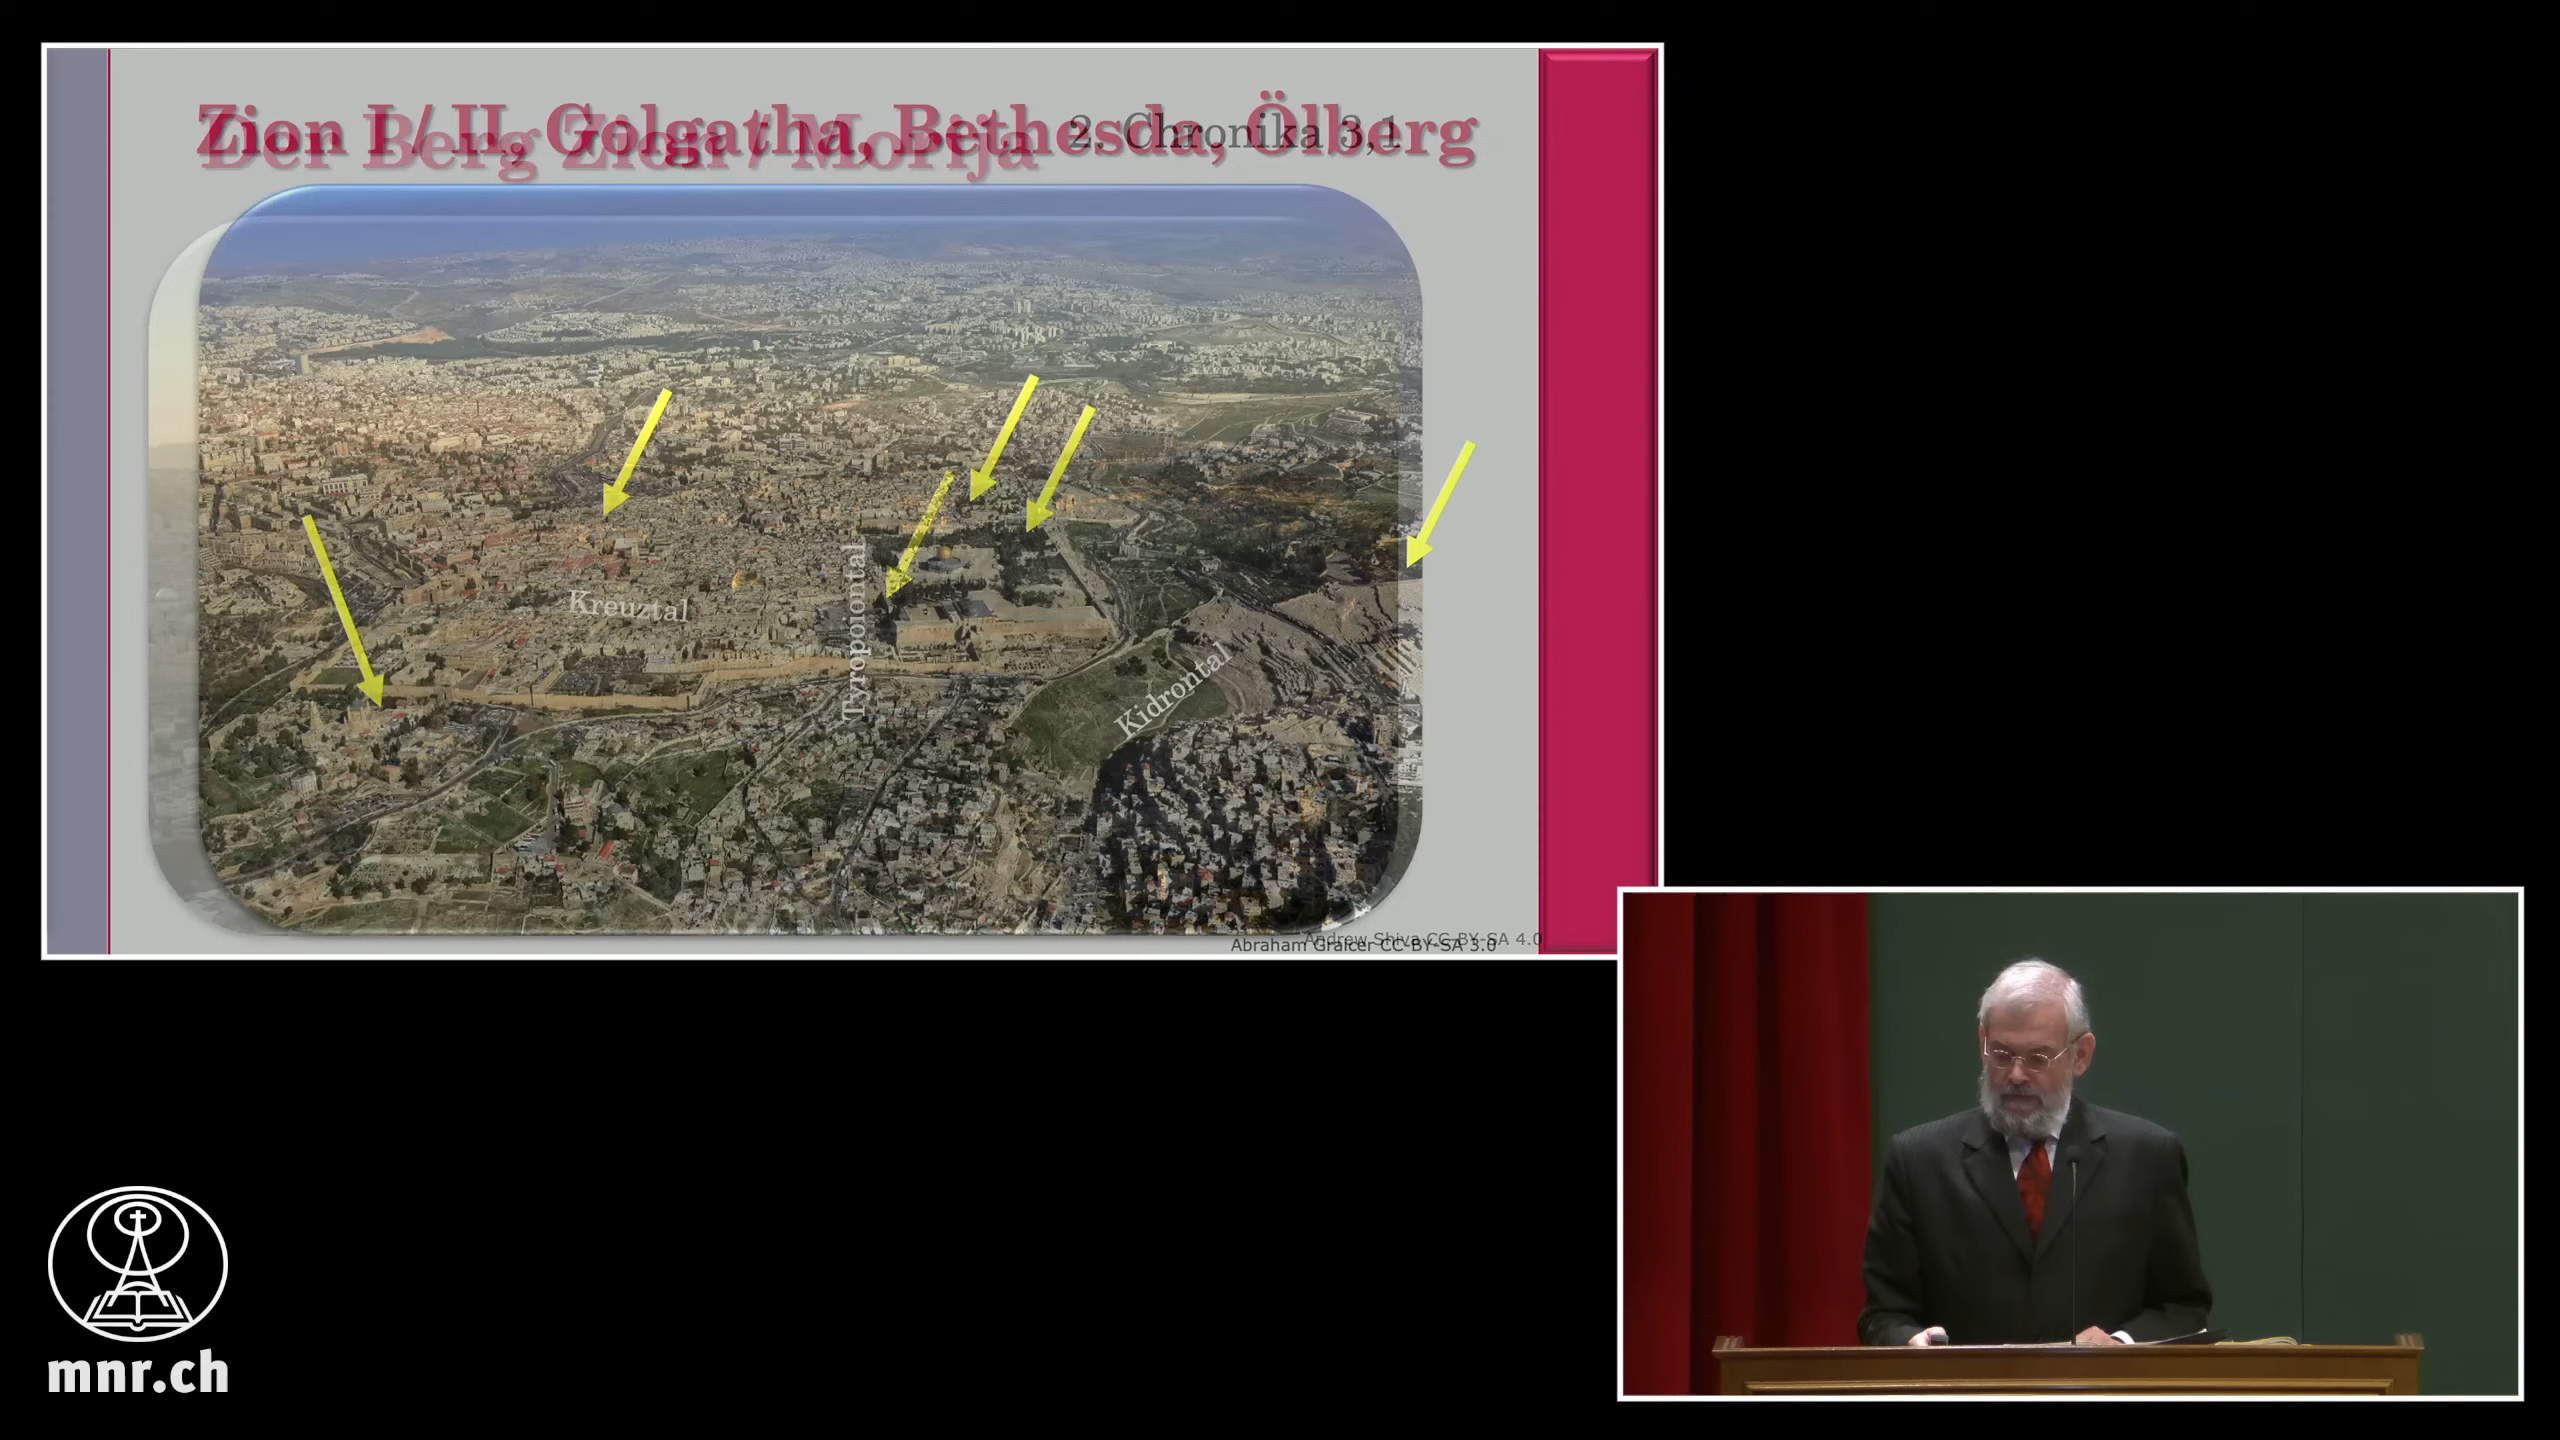 Zion I / II, Golgatha, Bethesda, Ölberg
Der Berg Zion / Morija 2. Chronika 3,1
Kreuztal
Tyropoiontal
Kidrontal
Andrew Shiva CC-BY-SA 4.0
Abraham Graicer CC-BY-SA 3.0
mnr.ch